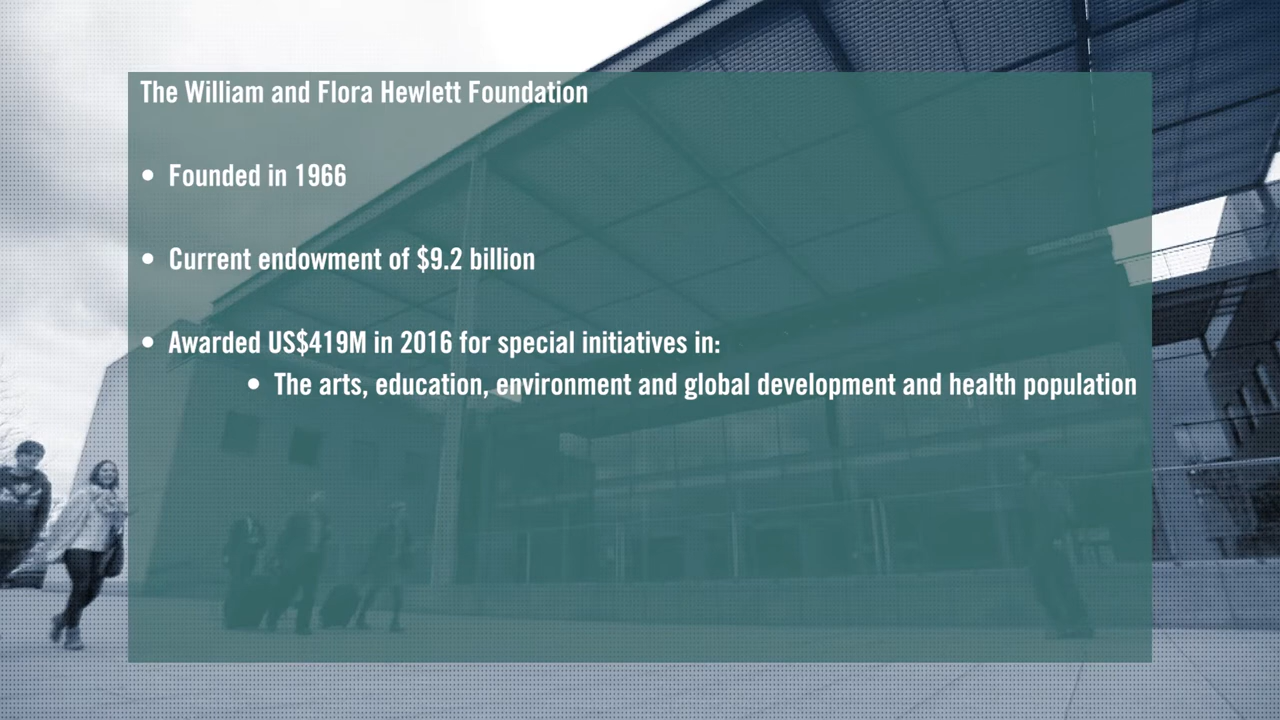 The William and Flora Hewlett Foundation
• Founded in 1966
• Current endowment of $9.2 billion
• Awarded US$419M in 2016 for special initiatives in:
• The arts, education, environment and global development and health population